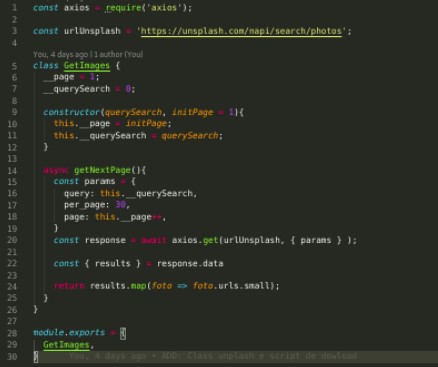 1 const axios = require('axios');
2
3 const urlUnsplash = 'https://unsplash.com/napi/search/photos';
4
You, 4 days ago | 1 author (You)
5 class GetImages {
6 __page = 1;
7 __querySearch = 0;
8
9 constructor(querySearch, initPage = 1){
10 this.__page = initPage;
11 this.__querySearch = querySearch;
12 }
13
14 async getNextPage(){
15 const params = {
16 query: this.__querySearch,
17 per_page: 30,
18 page: this.__page++,
19 }
20 const response = await axios.get(urlUnsplash, { params } );
21
22 const { results } = response.data
23
24 return results.map(foto => foto.urls.small);
25 }
26 }
27
28 module.exports = {
29 GetImages,
30 } You, 4 days ago • ADD: Class unplash e script de dowload